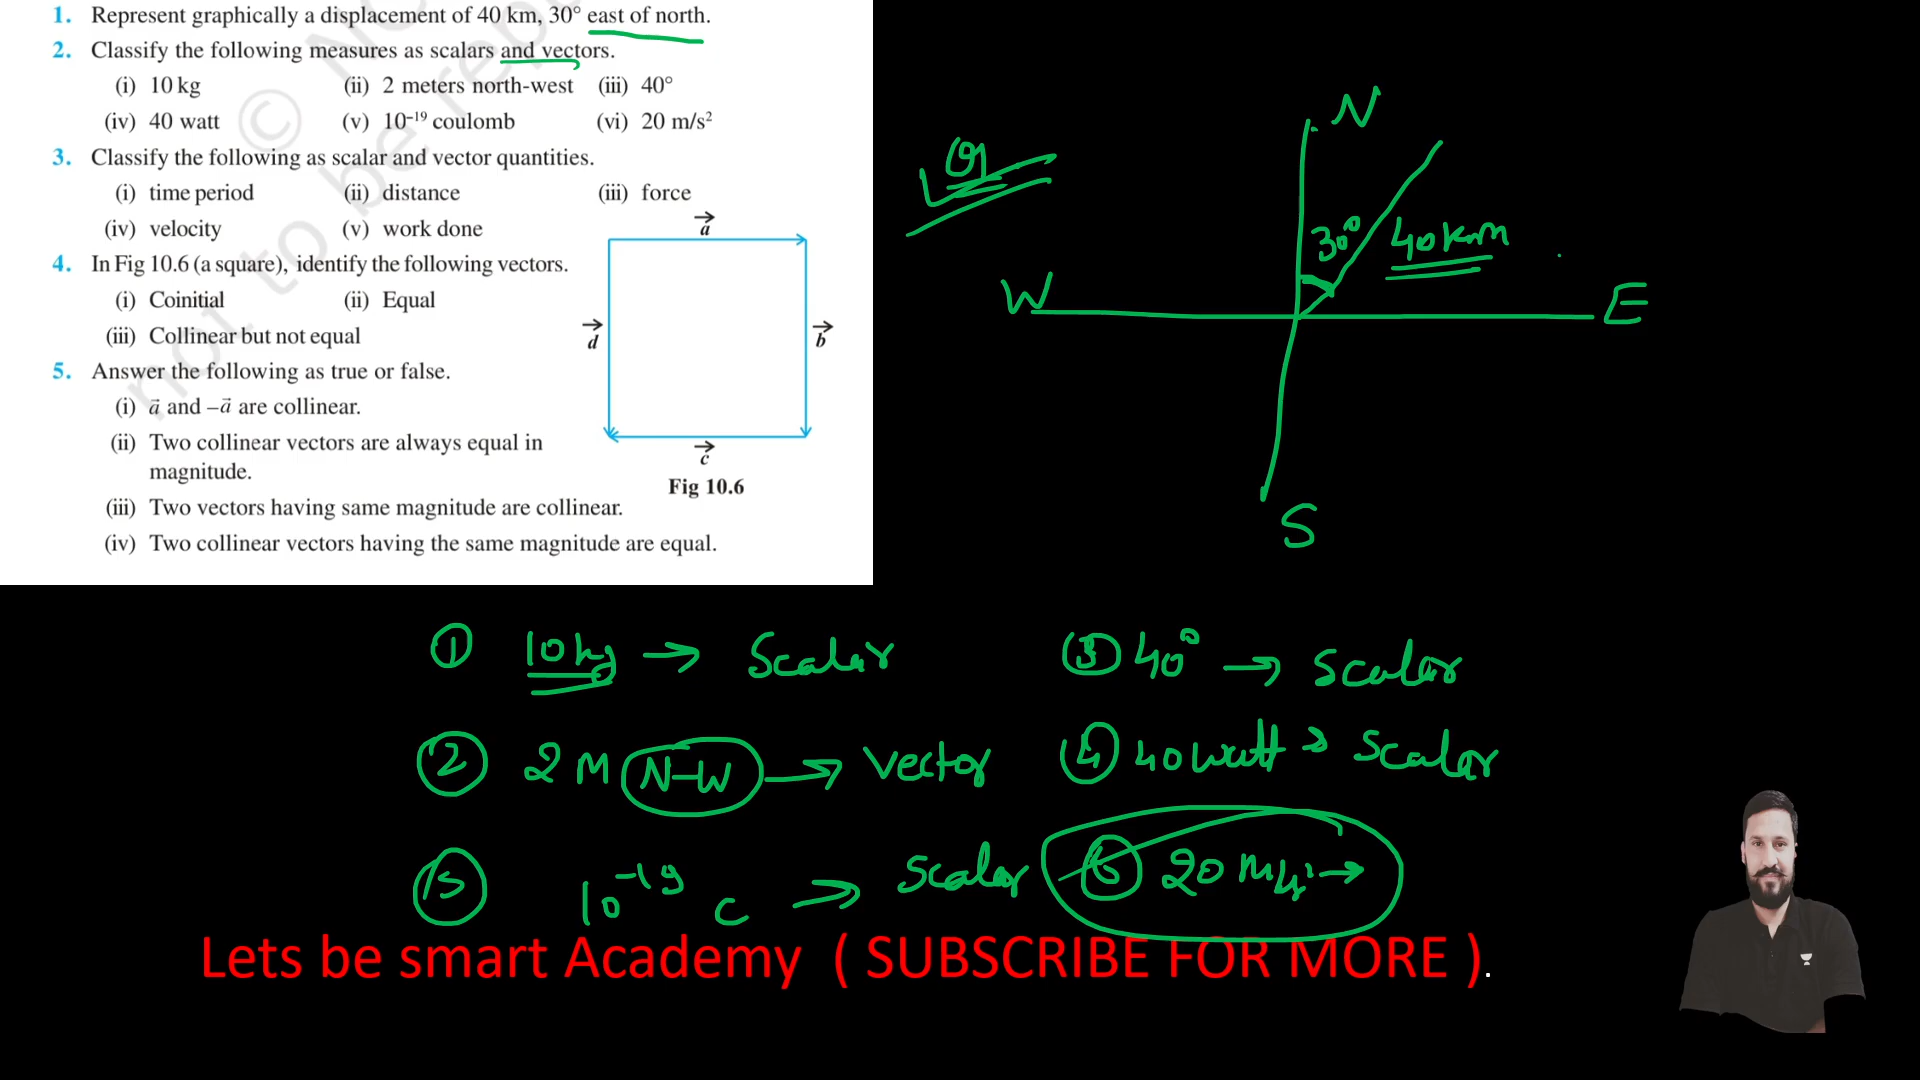 1. Represent graphically a displacement of 40 km, 30° east of north.
2. Classify the following measures as scalars and vectors.
(i) 10 kg (ii) 2 meters north-west (iii) 40°
(iv) 40 watt (v) 10⁻¹⁹ coulomb (vi) 20 m/s²
3. Classify the following as scalar and vector quantities.
(i) time period (ii) distance (iii) force
(iv) velocity (v) work done
4. In Fig 10.6 (a square), identify the following vectors.
(i) Coinitial (ii) Equal
(iii) Collinear but not equal
5. Answer the following as true or false.
(i) a⃗ and –a⃗ are collinear.
(ii) Two collinear vectors are always equal in
magnitude.
(iii) Two vectors having same magnitude are collinear.
(iv) Two collinear vectors having the same magnitude are equal.
a⃗
d⃗
b⃗
c⃗
Fig 10.6
N
30° 40 km
W
E
S
① 10 kg → Scalar
③ 40° → Scalar
② 2 M N-W → Vector
④ 40 watt → Scalar
⑤ 10⁻¹⁹ C → Scalar
⑥ 20 →
Lets be smart Academy ( SUBSCRIBE FOR MORE ).